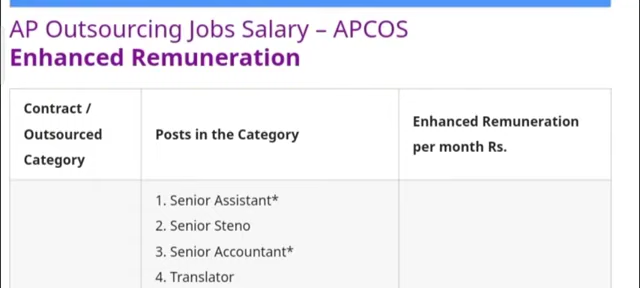 AP Outsourcing Jobs Salary – APCOS
Enhanced Remuneration
Contract /
Outsourced
Category
Posts in the Category
Enhanced Remuneration
per month Rs.
1. Senior Assistant*
2. Senior Steno
3. Senior Accountant*
4. Translator